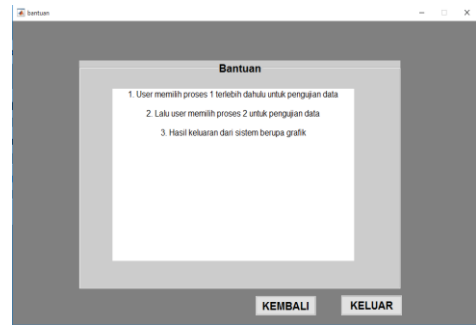 bantuan
Bantuan
1. User memilih proses 1 terlebih dahulu untuk pengujian data
2. Lalu user memilih proses 2 untuk pengujian data
3. Hasil keluaran dari sistem berupa grafik
KEMBALI
KELUAR